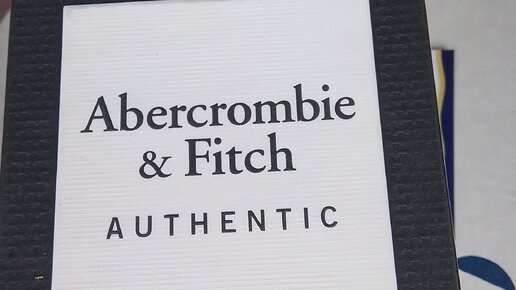 Abercrombie
& Fitch
AUTHENTIC